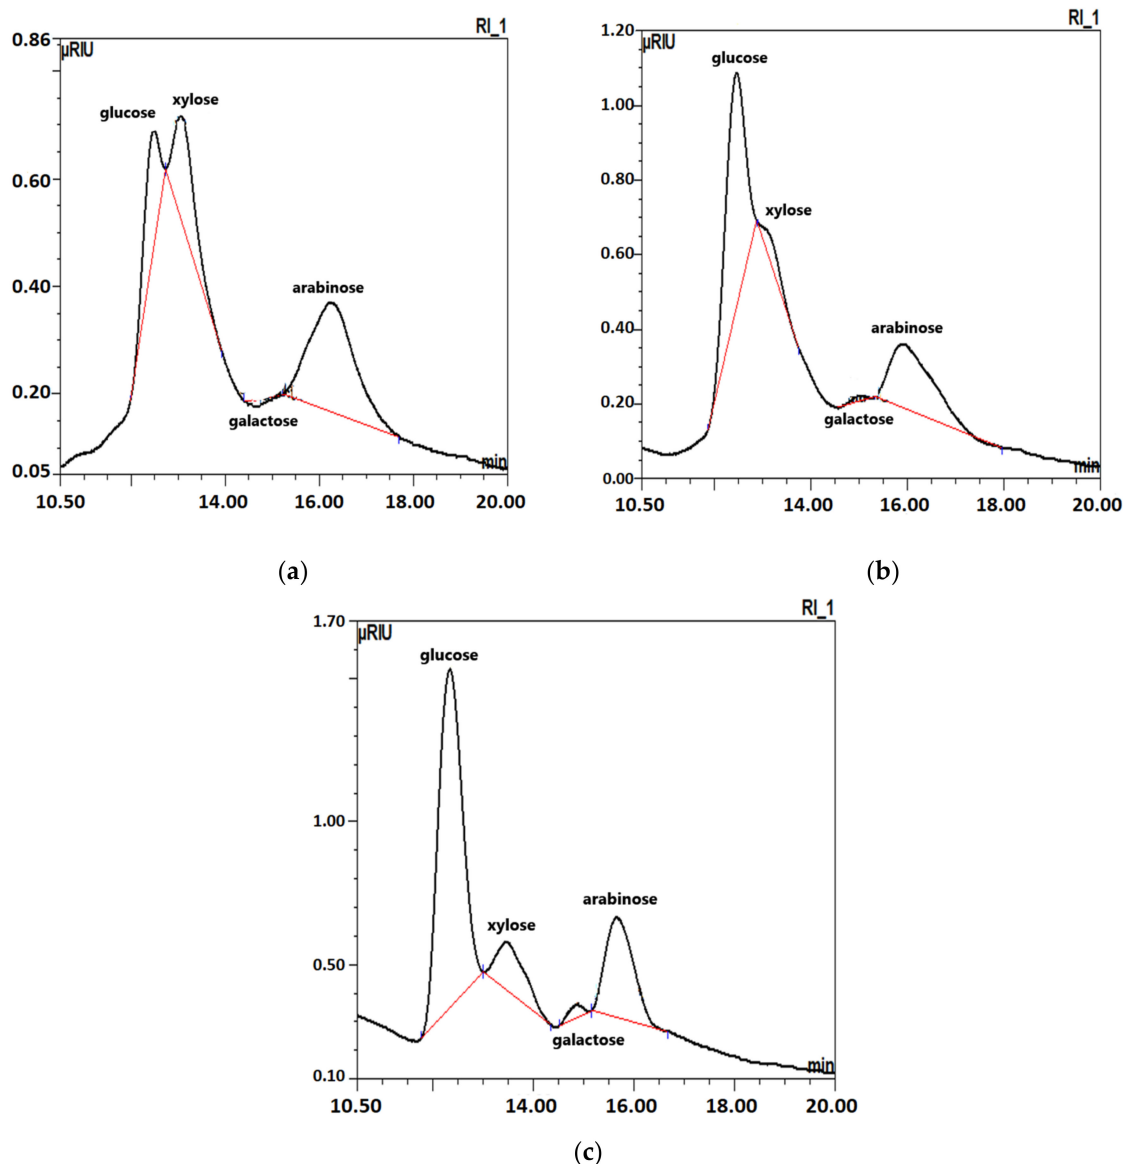 RI_1
0.86
µRIU
xylose
glucose
0.60
0.40
arabinose
0.20
galactose
0.05
min
10.50 14.00 16.00 18.00 20.00
(a)
RI_1
1.20
µRIU
glucose
1.00
0.80
xylose
0.60
0.40
arabinose
0.20
galactose
min
0.00
10.50 14.00 16.00 18.00 20.00
(b)
RI_1
1.70
µRIU
glucose
1.00
arabinose
xylose
0.50
galactose
min
0.10
10.50 14.00 16.00 18.00 20.00
(c)